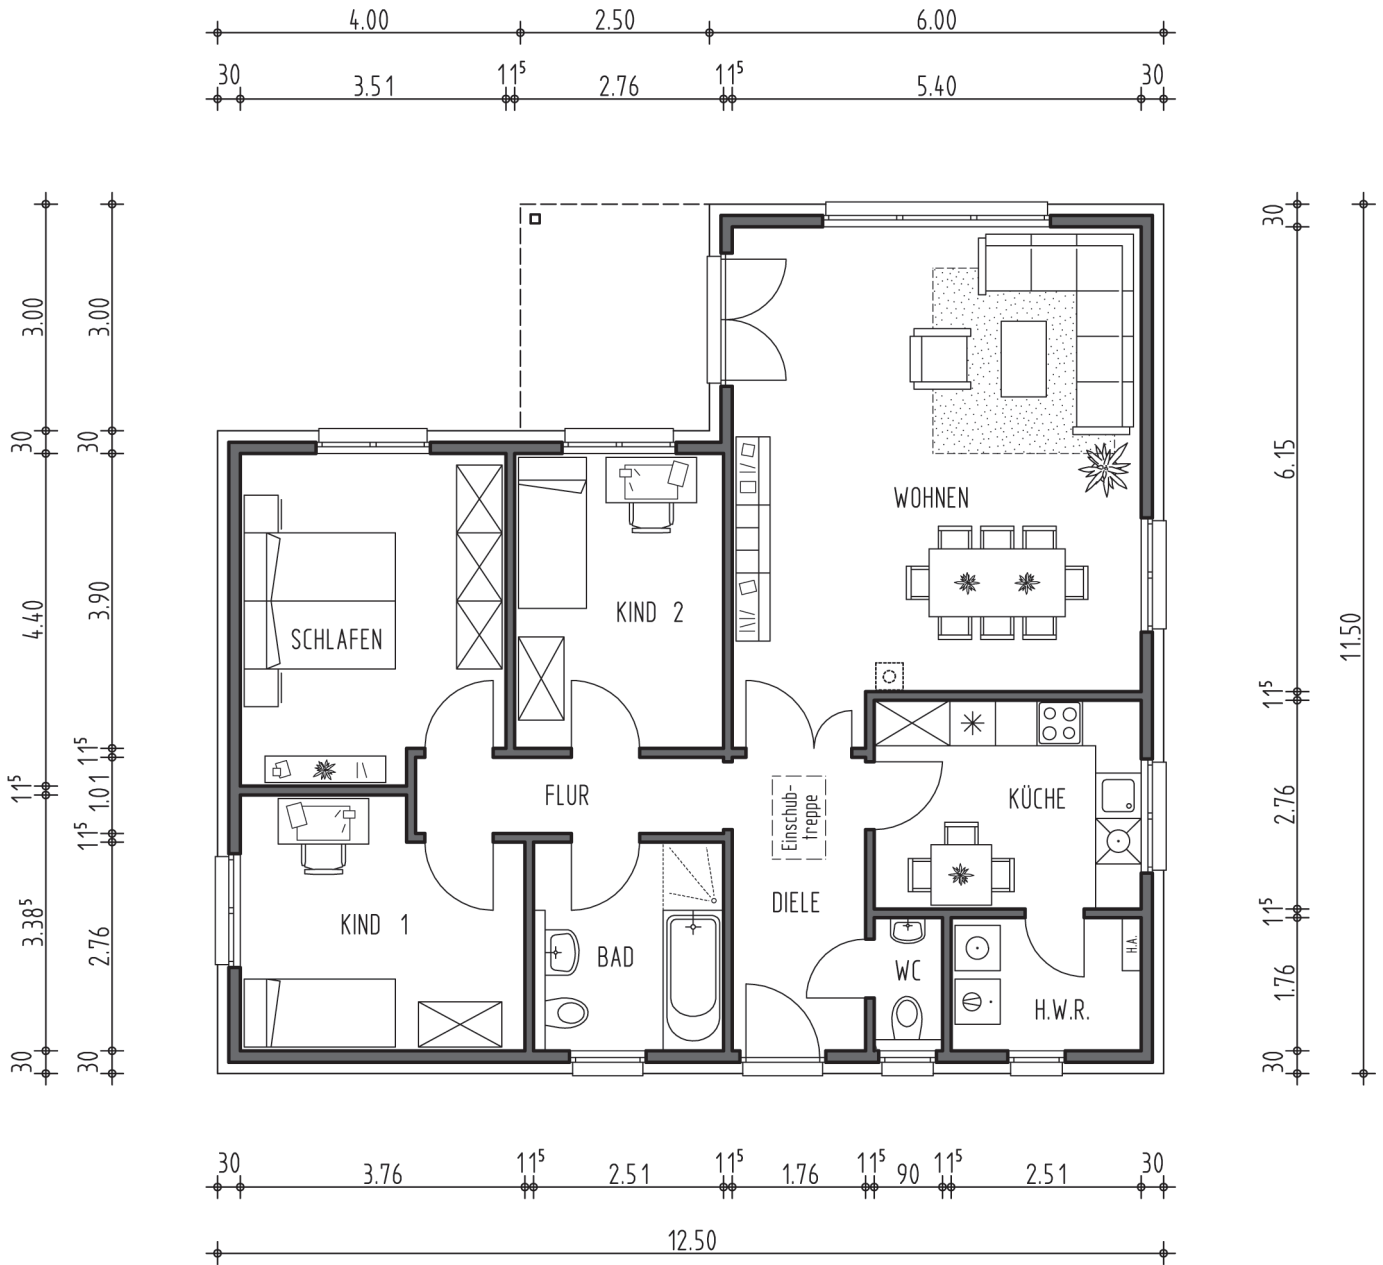 4.00 2.50 6.00
30 3.51 11⁵ 2.76 11⁵ 5.40 30
3.00
30
4.40
11⁵
3.38⁵
30
3.00
30
3.90
11⁵
1.01
11⁵
2.76
30
WOHNEN
SCHLAFEN
KIND 2
FLUR
Einschub-
treppe
KÜCHE
DIELE
KIND 1
BAD
WC
H.A.
H.W.R.
30
6.15
11⁵
2.76
11⁵
1.76
30
11.50
30 3.76 11⁵ 2.51 11⁵ 1.76 11⁵ 90 11⁵ 2.51 30
12.50